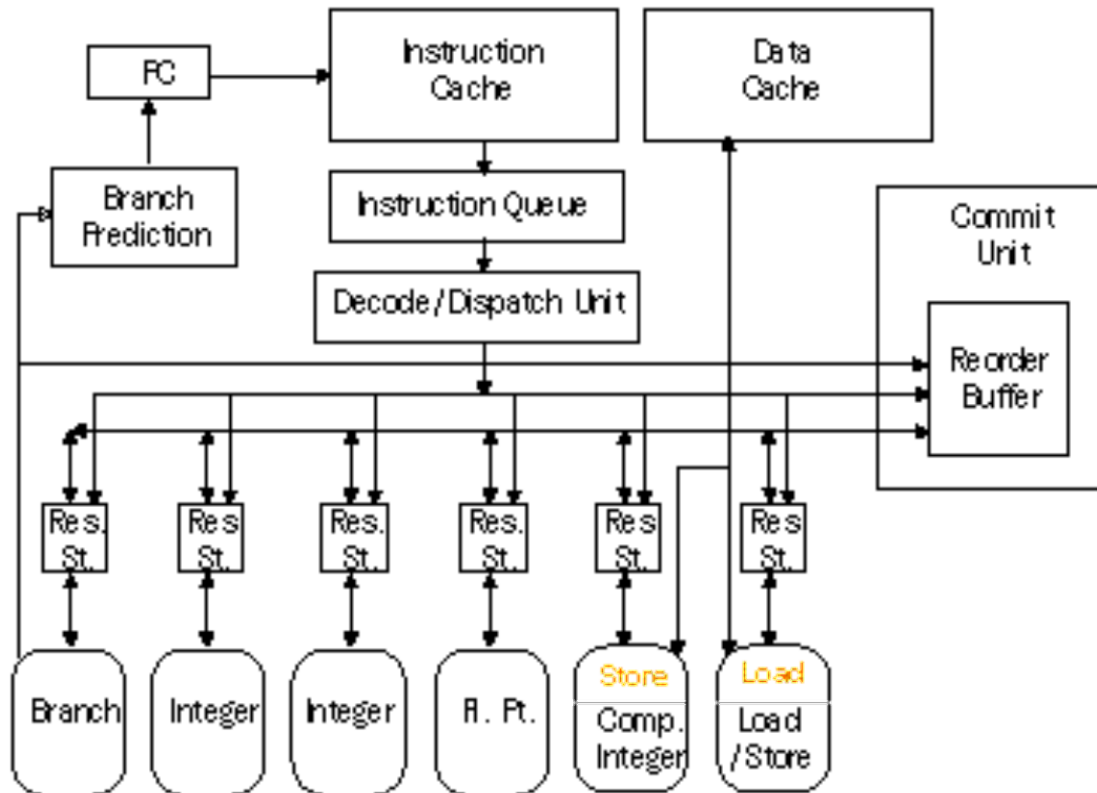 PC
Instruction
Cache
Data
Cache
Branch
Prediction
Instruction Queue
Commit
Unit
Decode/Dispatch Unit
Reorder
Buffer
Res.
St.
Res
St.
Res.
St.
Res.
St.
Res
St.
Res
St.
Branch
Integer
Integer
Fl. Pt.
Store
Comp.
Integer
Load
Load
/Store